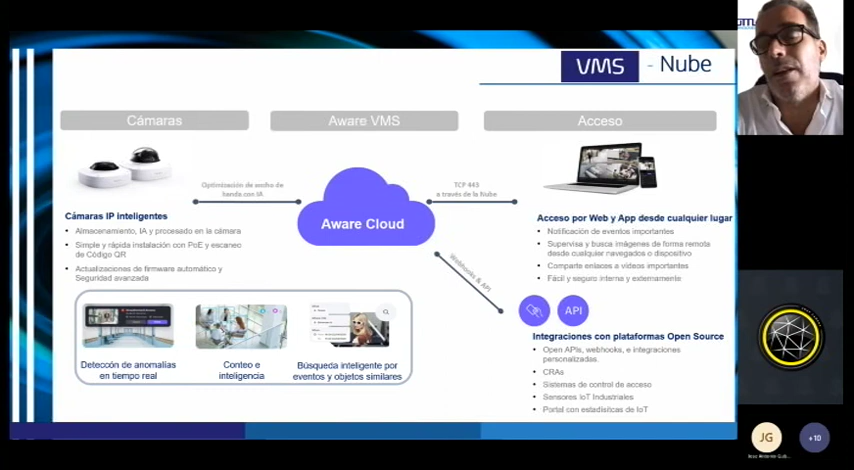 VMS - Nube
Cámaras
Aware VMS
Acceso
Optimización de ancho de
banda con IA
Aware Cloud
TCP 443
a través de la Nube
Webhooks & API
Cámaras IP inteligentes
• Almacenamiento, IA y procesado en la cámara
• Simple y rápida instalación con PoE y escaneo
de Código QR
• Actualizaciones de firmware automático y
Seguridad avanzada
Deteccón de anomalías
en tiempo real
Conteo e
inteligencia
Búsqueda inteligente por
eventos y objetos similares
Acceso por Web y App desde cualquier lugar
• Notificación de eventos importantes
• Supervisa y busca imágenes de forma remota
desde cualquier navegados o dispositivo
• Comparte enlaces a vídeos importantes
• Fácil y seguro interna y externamente
API
Integraciones con plataformas Open Source
• Open APIs, webhooks, e integraciones
personalizadas.
• CRAs
• Sistemas de control de acceso
• Sensores IoT Industriales
• Portal con estadísitcas de IoT
JG
+10